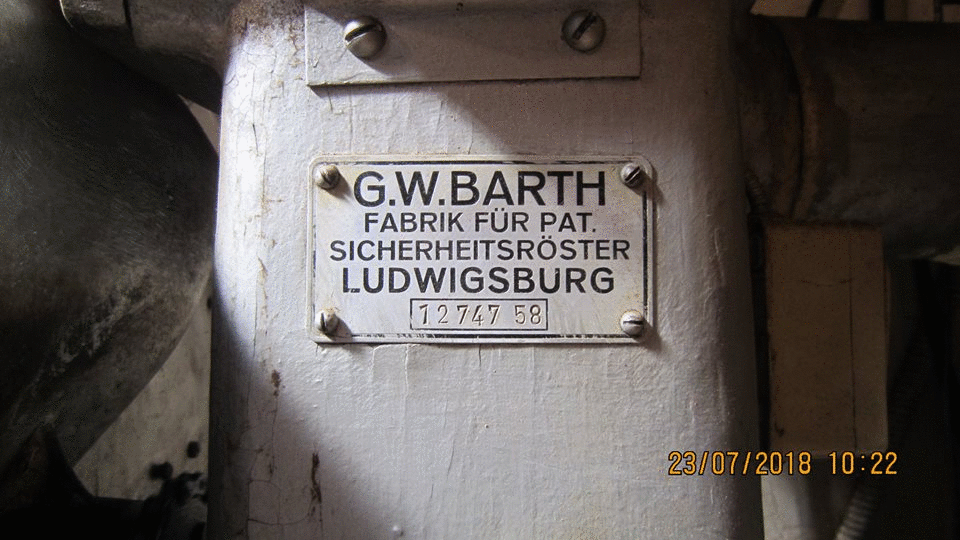 G.W.BARTH
FABRIK FÜR PAT.
SICHERHEITSRÖSTER
LUDWIGSBURG
12747 58
23/07/2018 10:22